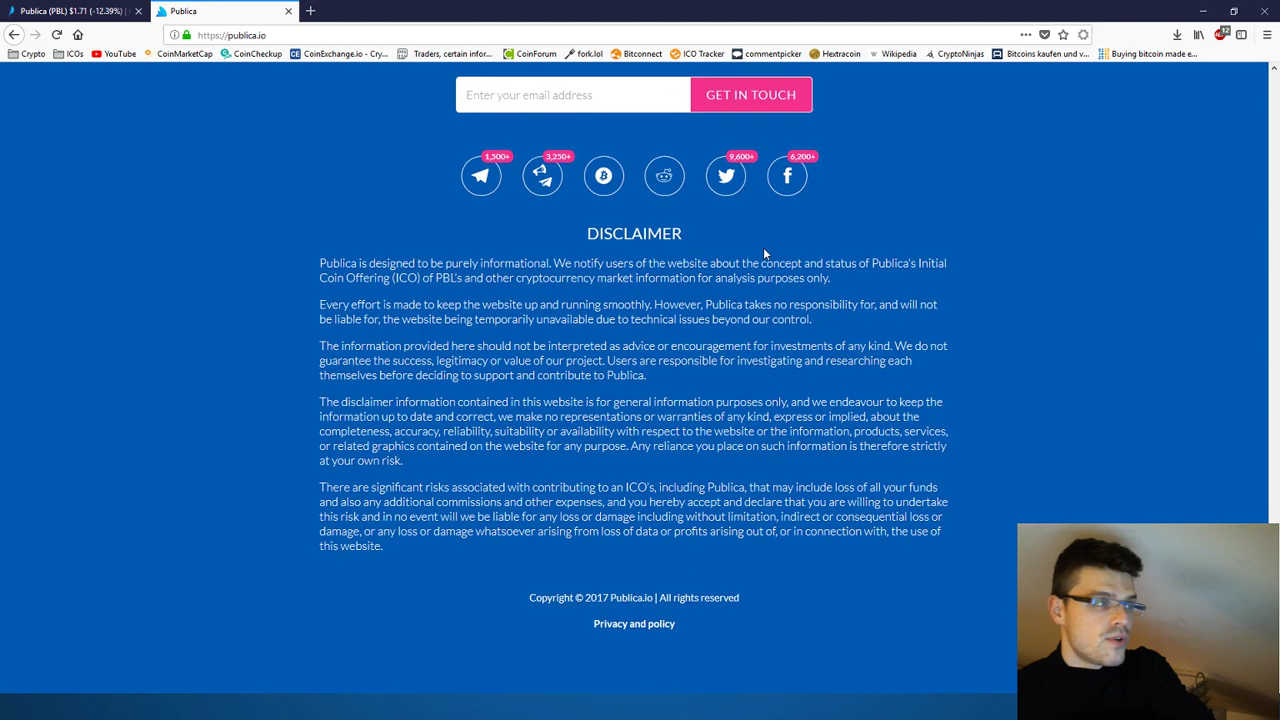 Publica (PBL) $1.71 (-12.39%)
Publica
https://publica.io
12
Crypto
ICOs
YouTube
CoinMarketCap
CoinCheckup
CoinExchange.io - Cry...
Traders, certain infor...
CoinForum
fork.lol
Bitconnect
ICO Tracker
commentpicker
Hextracoin
Wikipedia
CryptoNinjas
Bitcoins kaufen und v...
Buying bitcoin made e...
Enter your email address
GET IN TOUCH
1,500+
3,250+
9,600+
6,200+
DISCLAIMER
Publica is designed to be purely informational. We notify users of the website about the concept and status of Publica's Initial
Coin Offering (ICO) of PBL's and other cryptocurrency market information for analysis purposes only.
Every effort is made to keep the website up and running smoothly. However, Publica takes no responsibility for, and will not
be liable for, the website being temporarily unavailable due to technical issues beyond our control.
The information provided here should not be interpreted as advice or encouragement for investments of any kind. We do not
guarantee the success, legitimacy or value of our project. Users are responsible for investigating and researching each
themselves before deciding to support and contribute to Publica.
The disclaimer information contained in this website is for general information purposes only, and we endeavour to keep the
information up to date and correct, we make no representations or warranties of any kind, express or implied, about the
completeness, accuracy, reliability, suitability or availability with respect to the website or the information, products, services,
or related graphics contained on the website for any purpose. Any reliance you place on such information is therefore strictly
at your own risk.
There are significant risks associated with contributing to an ICO's, including Publica, that may include loss of all your funds
and also any additional commissions and other expenses, and you hereby accept and declare that you are willing to undertake
this risk and in no event will we be liable for any loss or damage including without limitation, indirect or consequential loss or
damage, or any loss or damage whatsoever arising from loss of data or profits arising out of, or in connection with, the use of
this website.
Copyright © 2017 Publica.io | All rights reserved
Privacy and policy